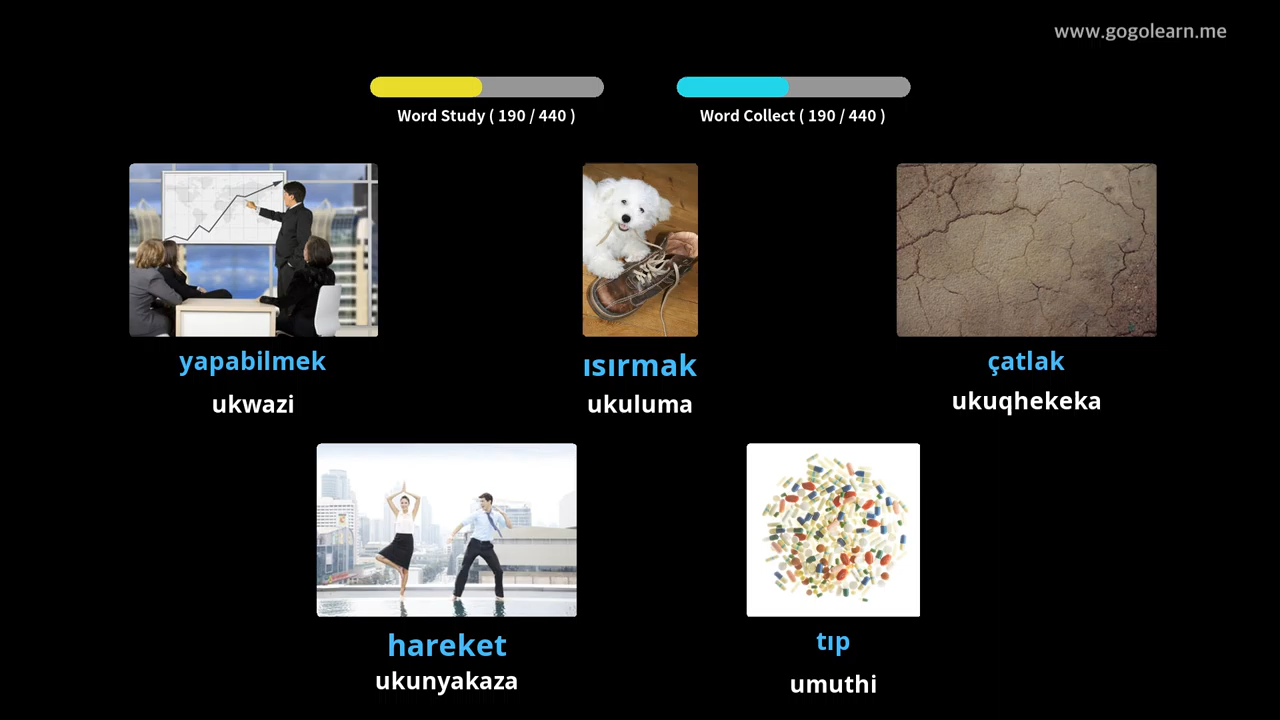 www.gogolearn.me
Word Study ( 190 / 440 )
Word Collect ( 190 / 440 )
yapabilmek
ukwazi
ısırmak
ukuluma
çatlak
ukuqhekeka
hareket
ukunyakaza
tıp
umuthi